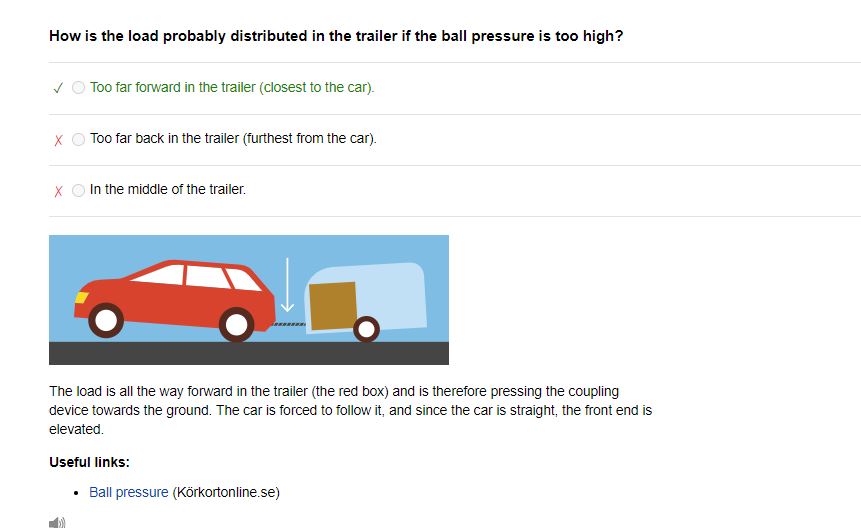 How is the load probably distributed in the trailer if the ball pressure is too high?
Too far forward in the trailer (closest to the car).
Too far back in the trailer (furthest from the car).
In the middle of the trailer.
The load is all the way forward in the trailer (the red box) and is therefore pressing the coupling
device towards the ground. The car is forced to follow it, and since the car is straight, the front end is
elevated.
Useful links:
Ball pressure (Körkortonline.se)